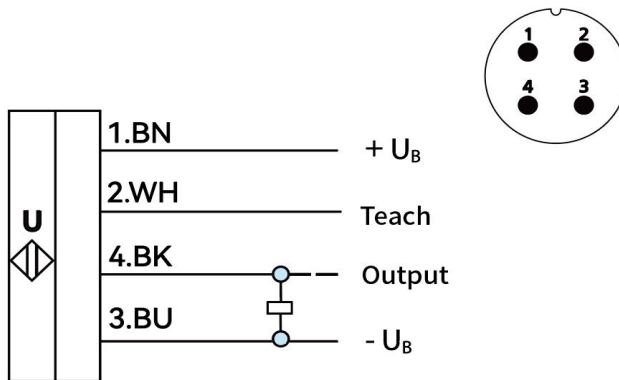 1 2
4 3
1.BN
+ U_B
2.WH
Teach
U
4.BK
Output
3.BU
- U_B